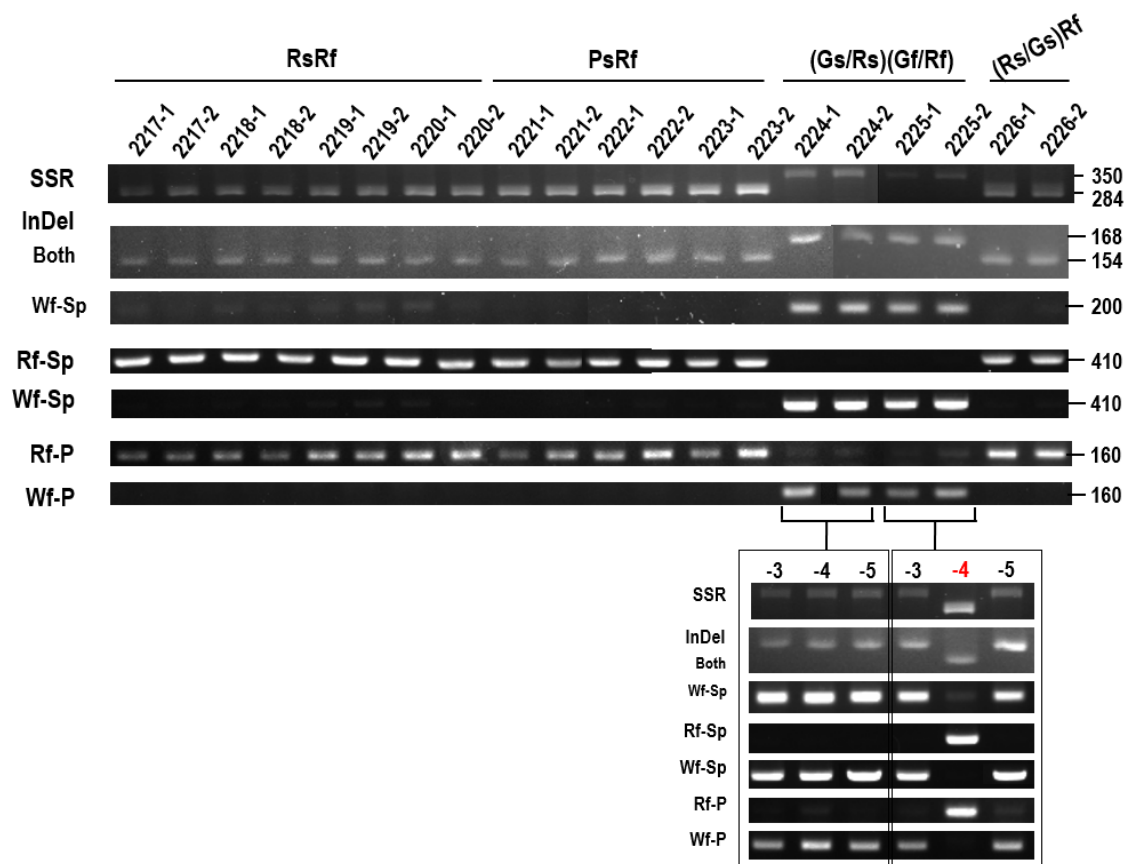 RsRf PsRf (Gs/Rs)(Gf/Rf) (Rs/Gs)Rf
2217-1 2217-2 2218-1 2218-2 2219-1 2219-2 2220-1 2220-2 2221-1 2221-2 2222-1 2222-2 2223-1 2223-2 2224-1 2224-2 2225-1 2225-2 2226-1 2226-2
SSR 350
284
InDel
168
Both 154
Wf-Sp 200
Rf-Sp 410
Wf-Sp 410
Rf-P 160
Wf-P 160
-3 -4 -5 -3 -4 -5
SSR
InDel
Both
Wf-Sp
Rf-Sp
Wf-Sp
Rf-P
Wf-P